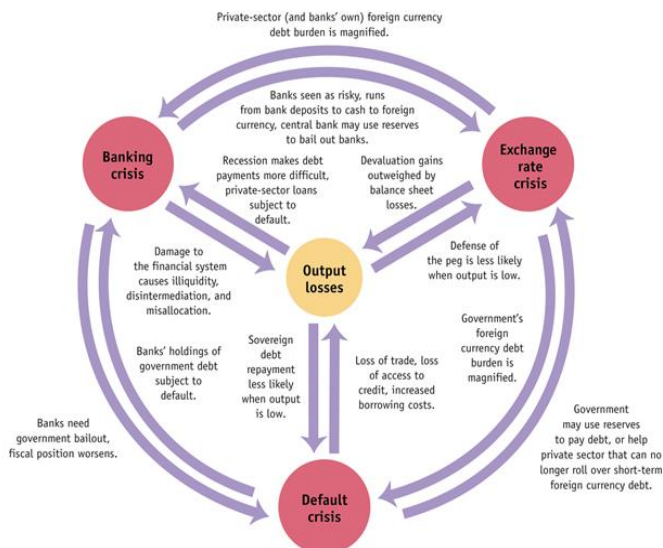 Private-sector (and banks' own) foreign currency
debt burden is magnified.
Banks seen as risky, runs
from bank deposits to cash to foreign
currency, central bank may use reserves
to bail out banks.
Banking
crisis
Exchange
rate
crisis
Recession makes debt
payments more difficult,
private-sector loans
subject to
default.
Devaluation gains
outweighed by
balance sheet
losses.
Output
losses
Damage to
the financial system
causes illiquidity,
disintermediation, and
misallocation.
Defense of
the peg is less likely
when output is low.
Banks' holdings of
government debt
subject to
default.
Sovereign
debt
repayment
less likely
when output
is low.
Loss of trade, loss
of access to
credit, increased
borrowing costs.
Government's
foreign
currency debt
burden is
magnified.
Banks need
government bailout,
fiscal position worsens.
Government
may use reserves
to pay debt, or help
private sector that can no
longer roll over short-term
foreign currency debt.
Default
crisis